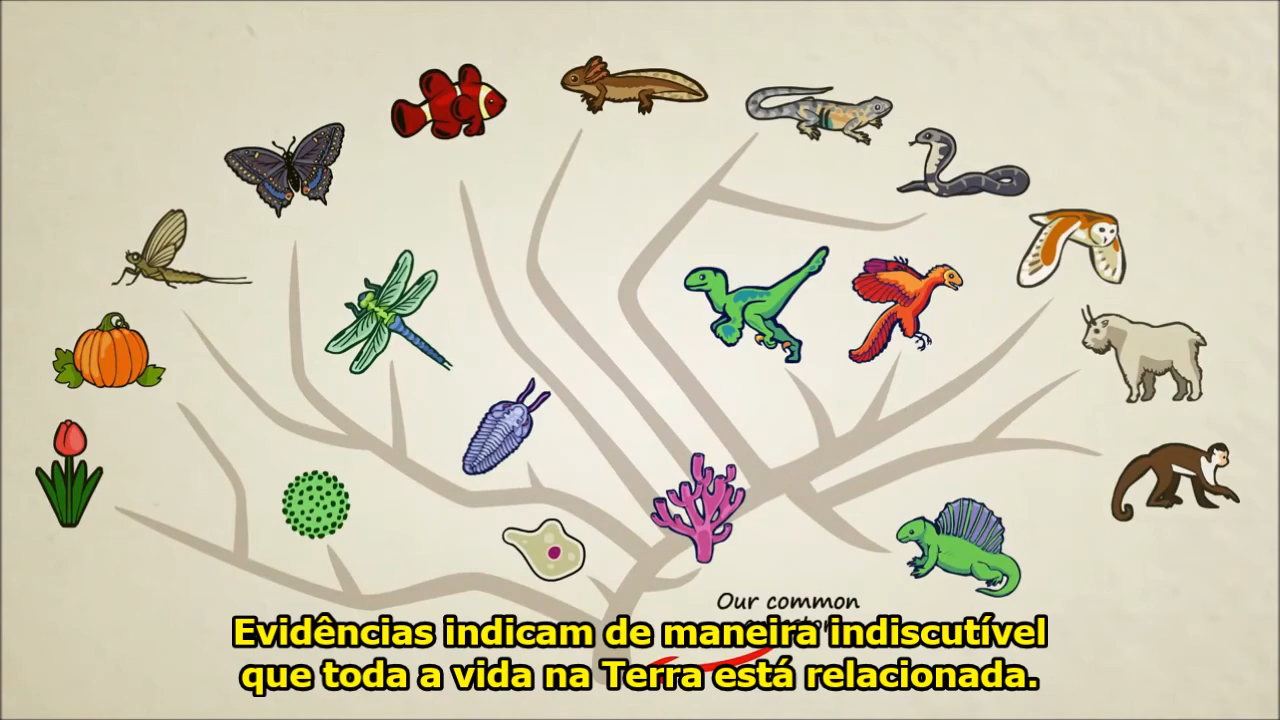 Our common
Evidências indicam de maneira indiscutível
que toda a vida na Terra está relacionada.